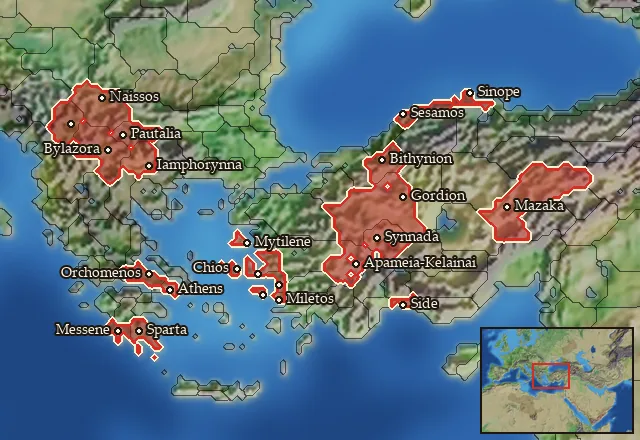 Sinope
Naissos
Sesamos
Pautalia
Bylazora
Bithynion
Iamphorynna
Gordion
Mazaka
Synnada
Mytilene
Apameia-Kelainai
Chios
Orchomenos
Athens
Miletos
Side
Messene
Sparta